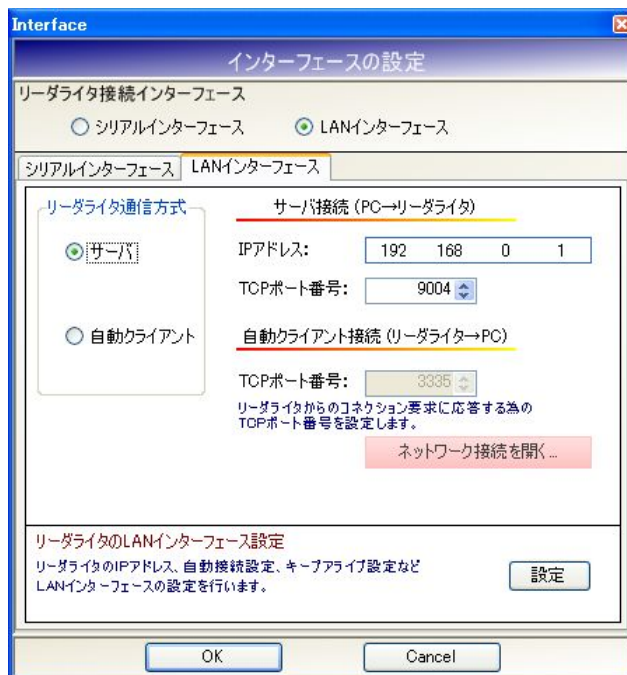 Interface
インターフェースの設定
リーダライタ接続インターフェース
シリアルインターフェース LANインターフェース
シリアルインターフェース LANインターフェース
リーダライタ通信方式
サーバ
自動クライアント
サーバ接続(PC→リーダライタ)
IPアドレス: 192 168 0 1
TCPポート番号: 9004
自動クライアント接続(リーダライタ→PC)
TCPポート番号: 3335
リーダライタからのコネクション要求に応答する為の
TCPポート番号を設定します。
ネットワーク接続を開く...
リーダライタのLANインターフェース設定
リーダライタのIPアドレス、自動接続設定、キープアライブ設定など
LANインターフェースの設定を行います。
設定
OK Cancel